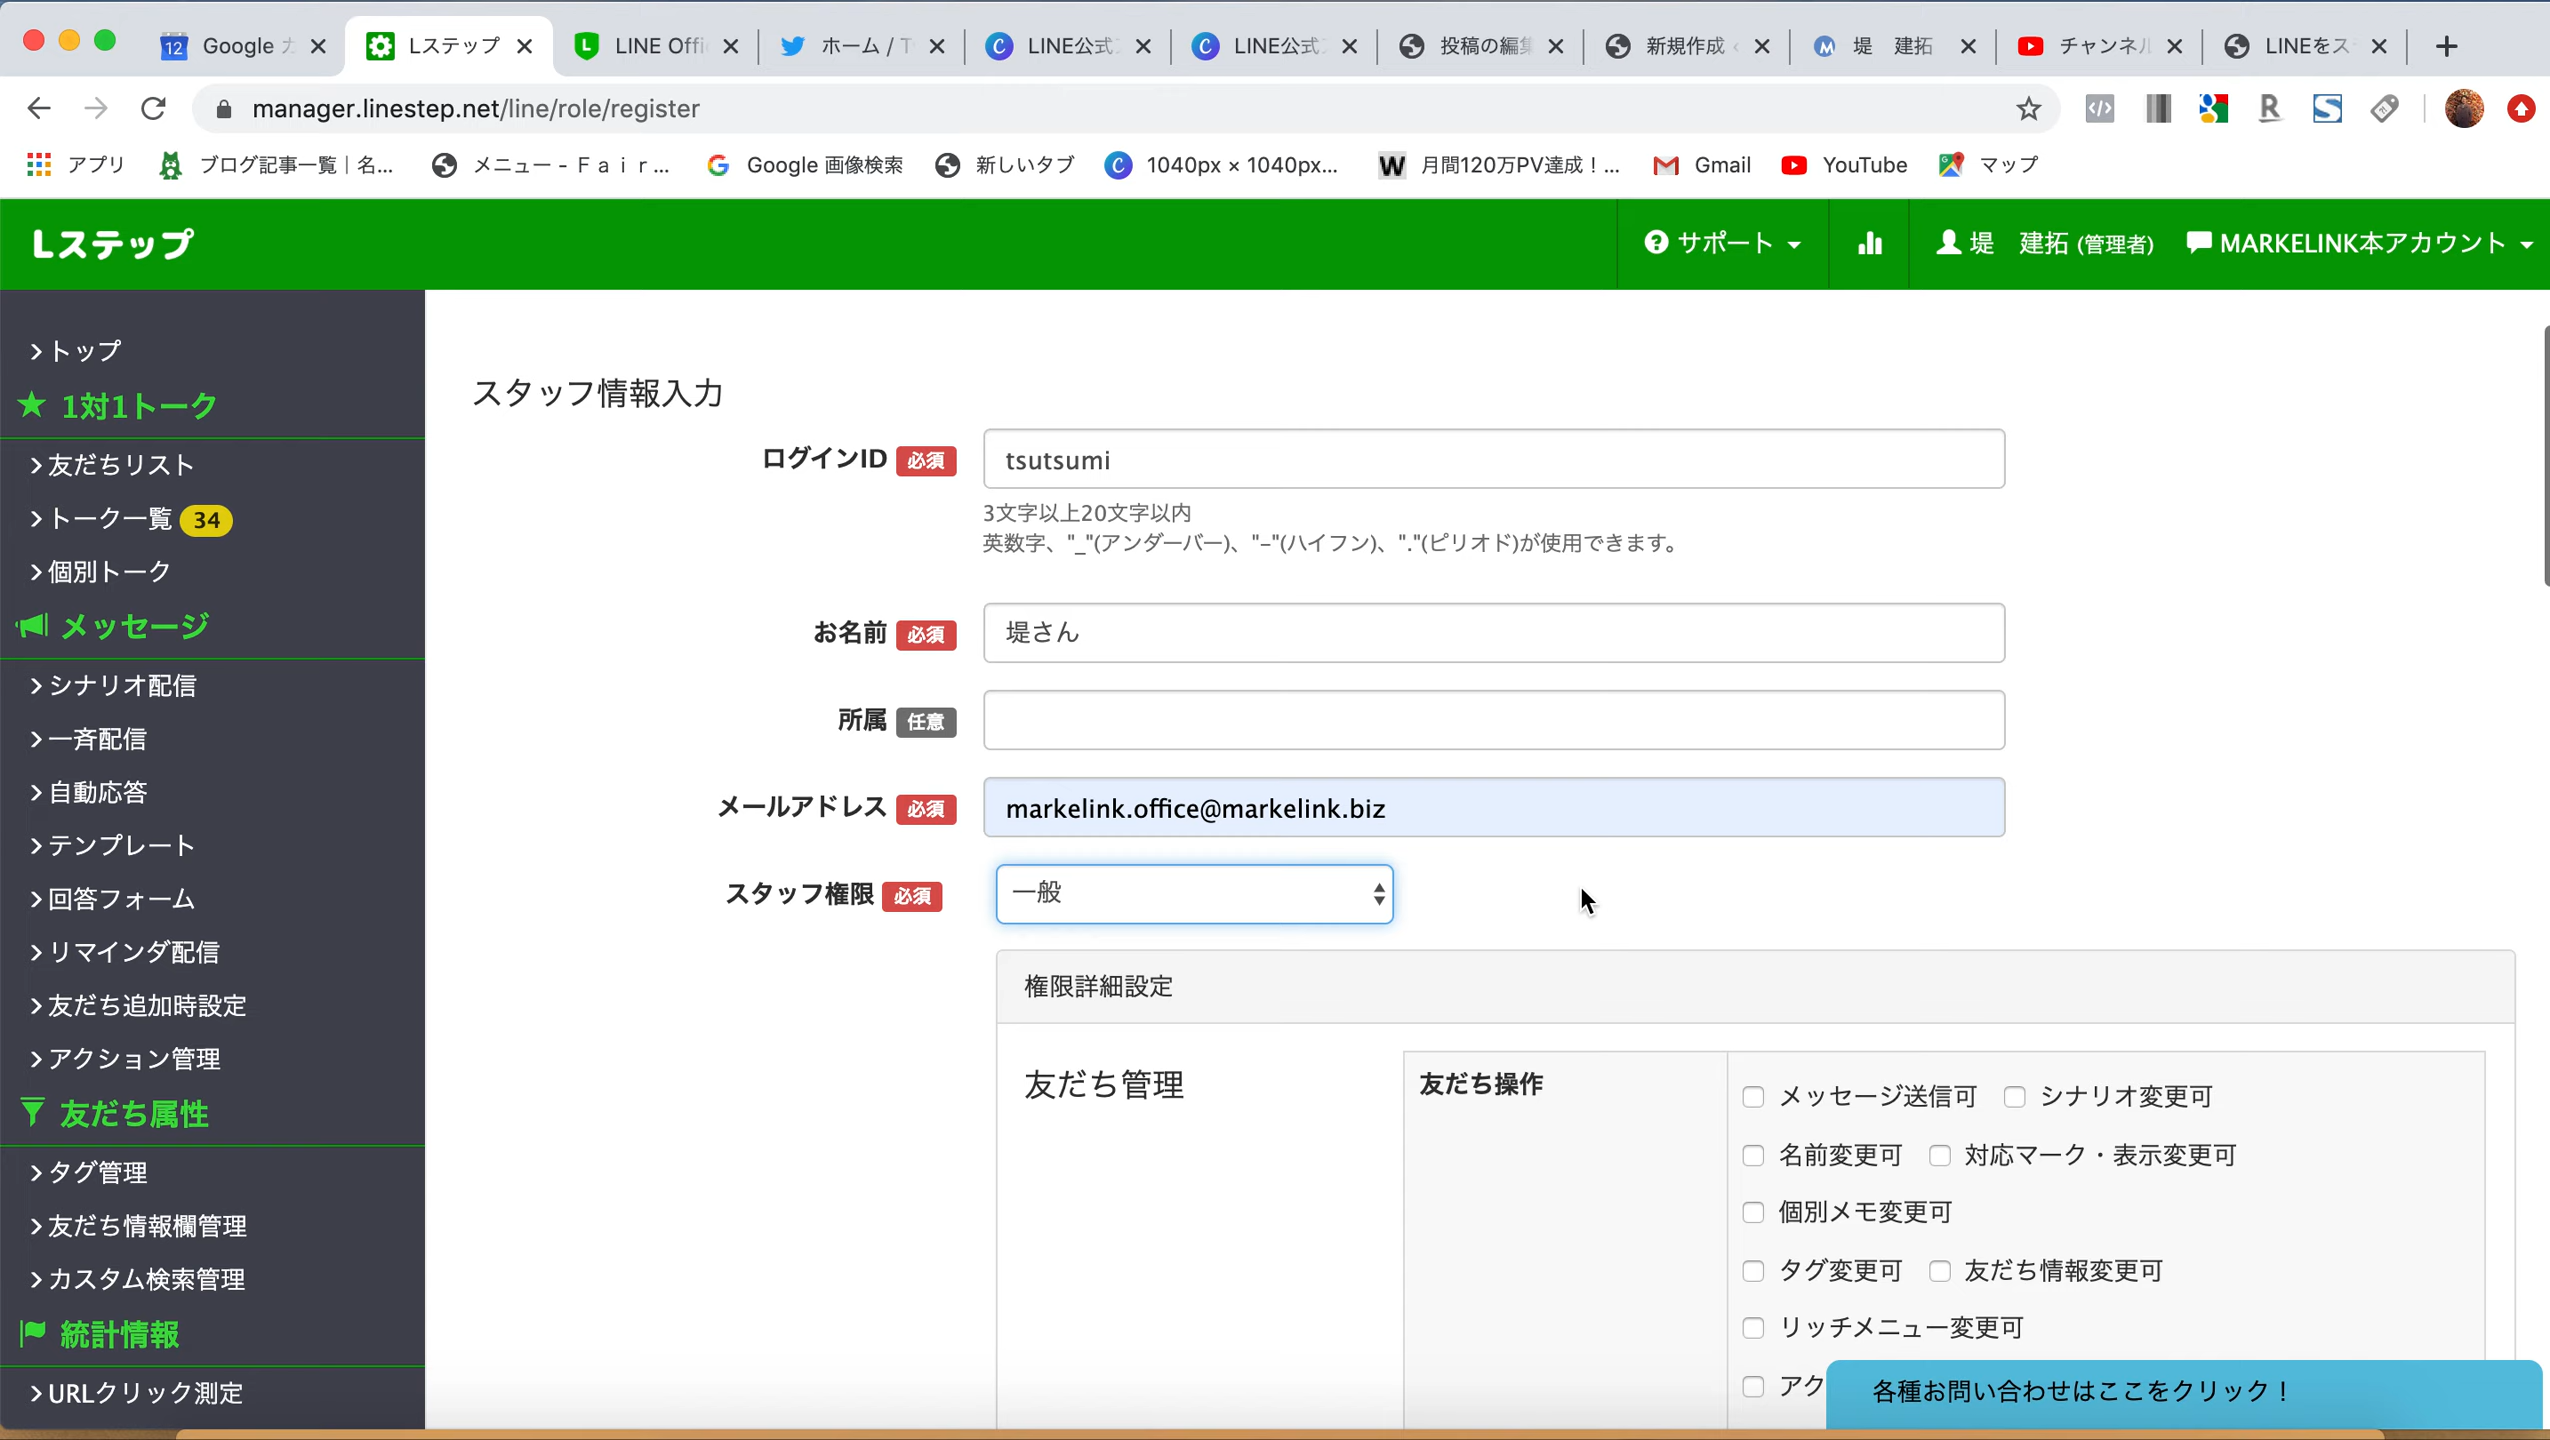 12 Google カ
Lステップ
LINE Offi
ホーム / T
LINE公式
LINE公式
投稿の編集
新規作成
堤 建拓
チャンネル
LINEをス
manager.linestep.net/line/role/register
アプリ
ブログ記事一覧｜名...
メニュー - Ｆａｉｒ...
Google 画像検索
新しいタブ
1040px × 1040px...
月間120万PV達成！...
Gmail
YouTube
マップ
Lステップ
サポート
堤 建拓 (管理者)
MARKELINK本アカウント
トップ
1対1トーク
友だちリスト
トーク一覧 34
個別トーク
メッセージ
シナリオ配信
一斉配信
自動応答
テンプレート
回答フォーム
リマインダ配信
友だち追加時設定
アクション管理
友だち属性
タグ管理
友だち情報欄管理
カスタム検索管理
統計情報
URLクリック測定
スタッフ情報入力
ログインID 必須 tsutsumi
3文字以上20文字以内
英数字、"_"(アンダーバー)、"-"(ハイフン)、"."(ピリオド)が使用できます。
お名前 必須 堤さん
所属 任意
メールアドレス 必須 markelink.office@markelink.biz
スタッフ権限 必須 一般
権限詳細設定
友だち管理
友だち操作
メッセージ送信可 シナリオ変更可
名前変更可 対応マーク・表示変更可
個別メモ変更可
タグ変更可 友だち情報変更可
リッチメニュー変更可
アク
各種お問い合わせはここをクリック！